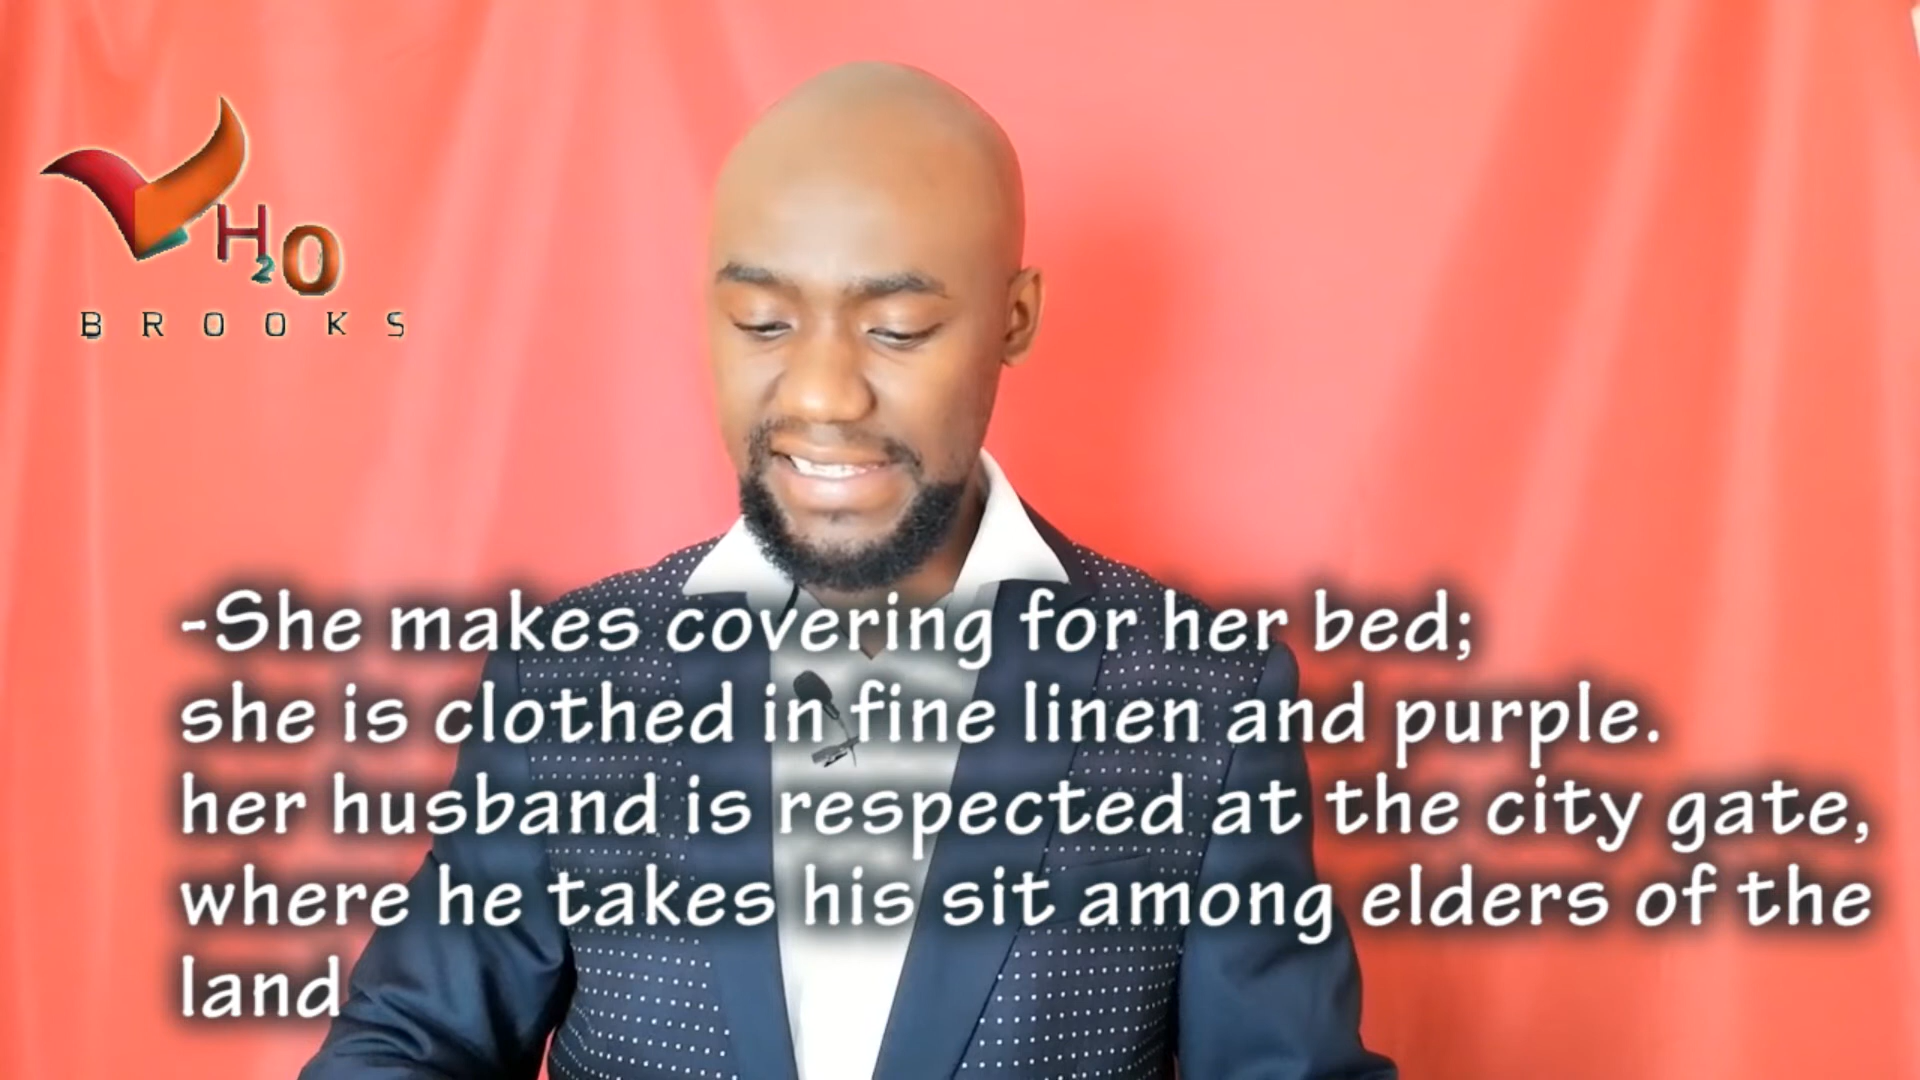 H2O
BROOKS
-She makes covering for her bed;
she is clothed in fine linen and purple.
her husband is respected at the city gate,
where he takes his sit among elders of the
land